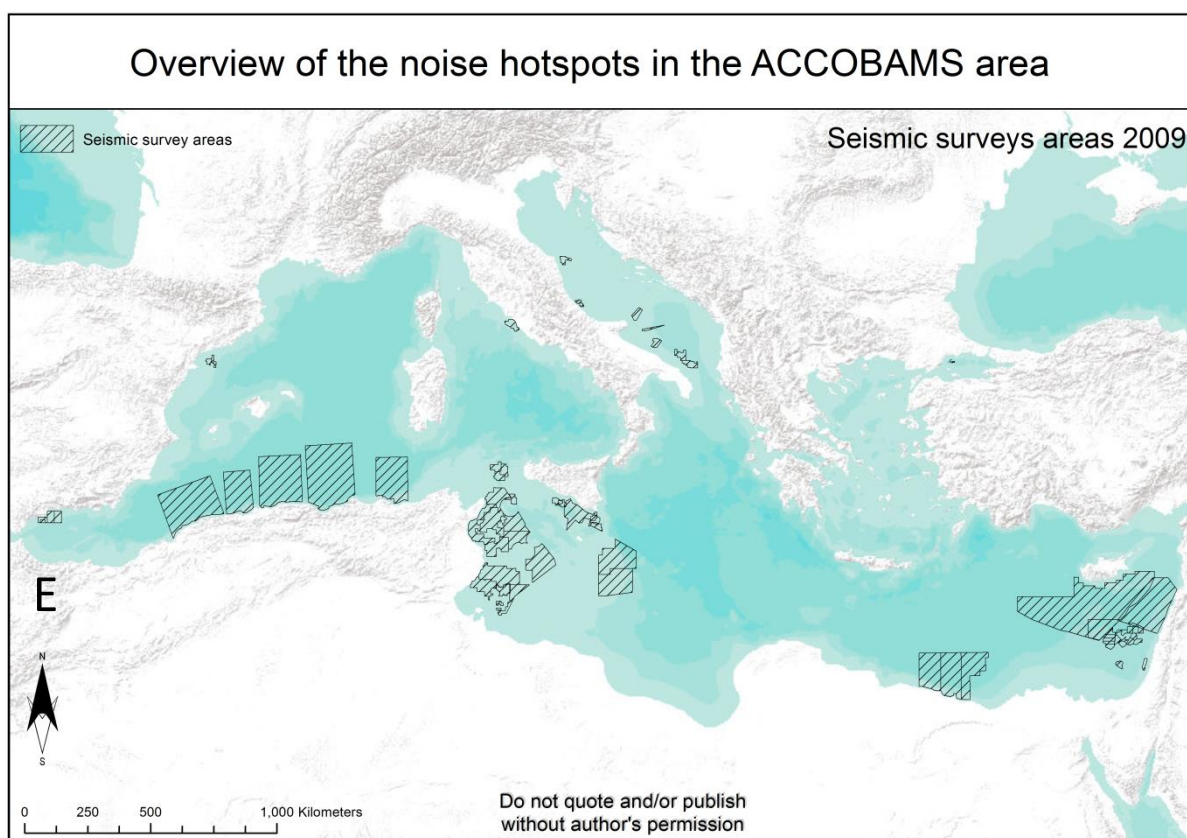 Overview of the noise hotspots in the ACCOBAMS area
Seismic survey areas
Seismic surveys areas 2009
E
N
S
0 250 500 1,000 Kilometers
Do not quote and/or publish
without author's permission